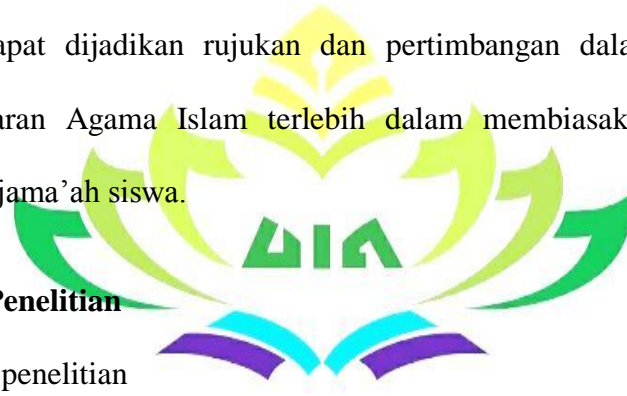 apat dijadikan rujukan dan pertimbangan dala
aran Agama Islam terlebih dalam membiasak
jama’ah siswa.
UIN
Penelitian
penelitian